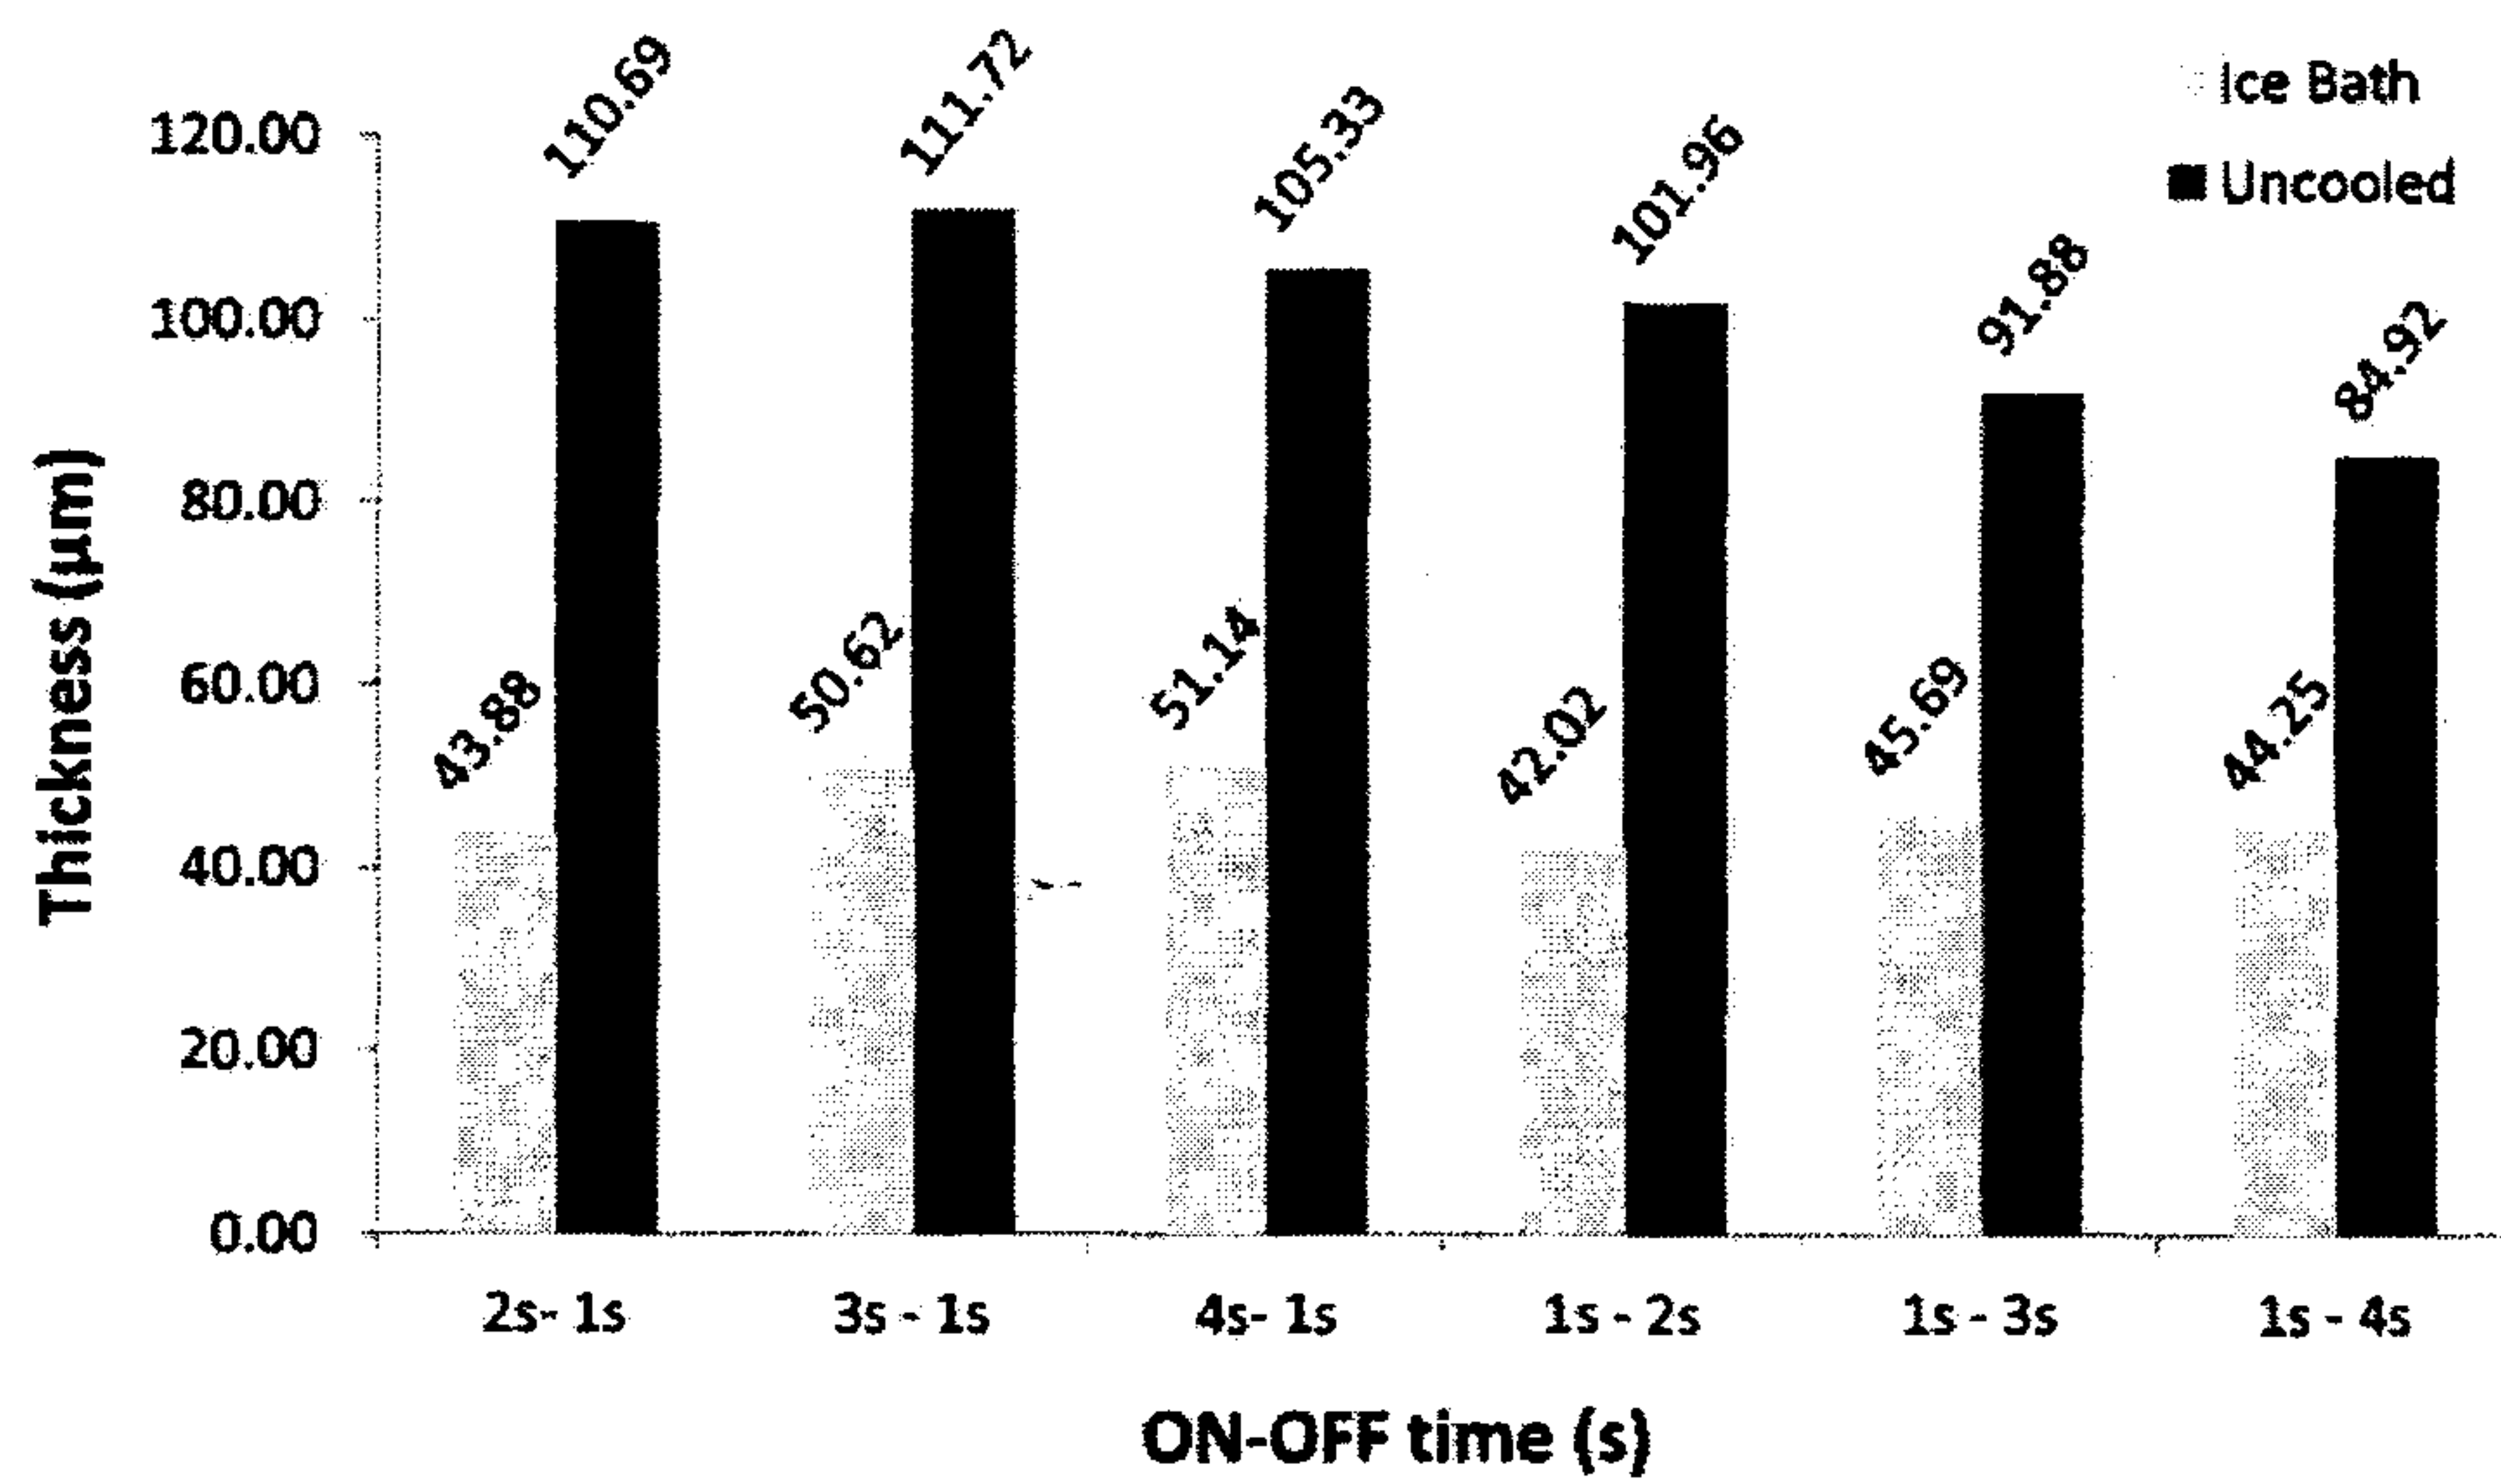 Ice Bath
Uncooled
Thickness (µm)
120.00
100.00
80.00
60.00
40.00
20.00
0.00
43.88
110.69
50.62
111.72
51.14
105.33
42.02
101.96
45.69
91.88
44.25
84.92
2s- 1s
3s - 1s
4s- 1s
1s - 2s
1s - 3s
1s - 4s
ON-OFF time (s)